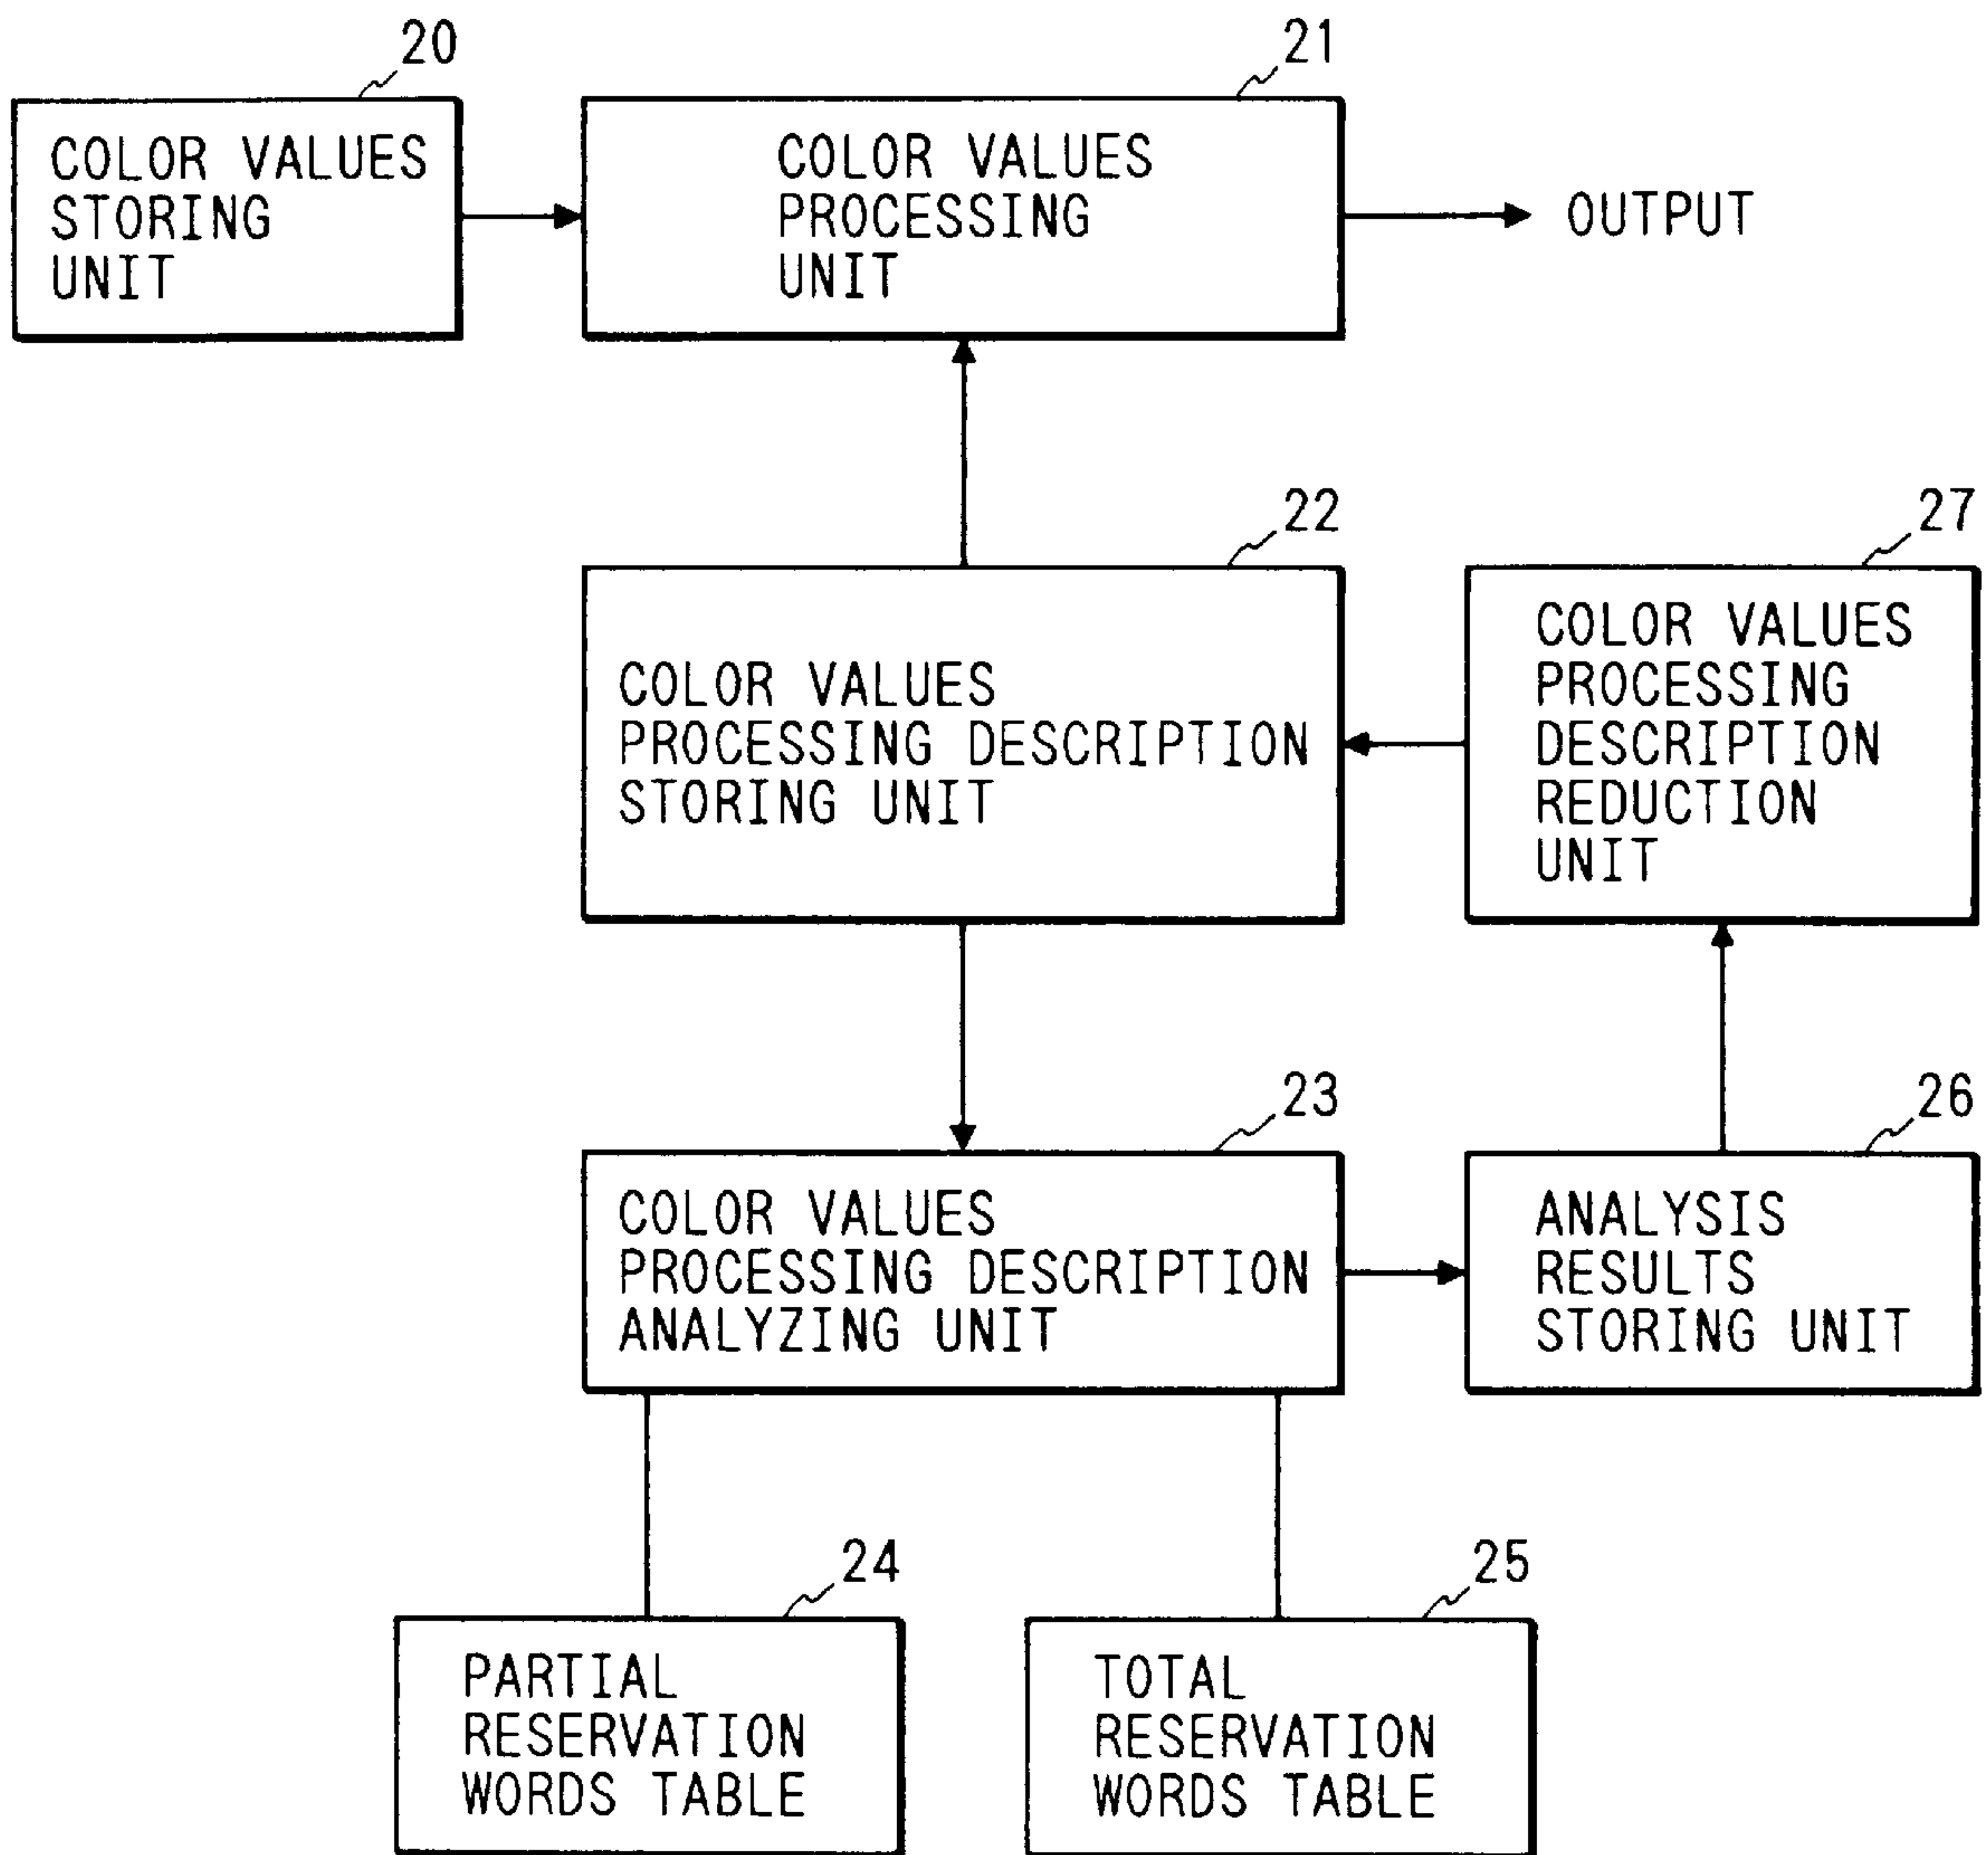 20
COLOR VALUES
STORING
UNIT
21
COLOR VALUES
PROCESSING
UNIT
OUTPUT
22
COLOR VALUES
PROCESSING DESCRIPTION
STORING UNIT
27
COLOR VALUES
PROCESSING
DESCRIPTION
REDUCTION
UNIT
23
COLOR VALUES
PROCESSING DESCRIPTION
ANALYZING UNIT
26
ANALYSIS
RESULTS
STORING UNIT
24
PARTIAL
RESERVATION
WORDS TABLE
25
TOTAL
RESERVATION
WORDS TABLE